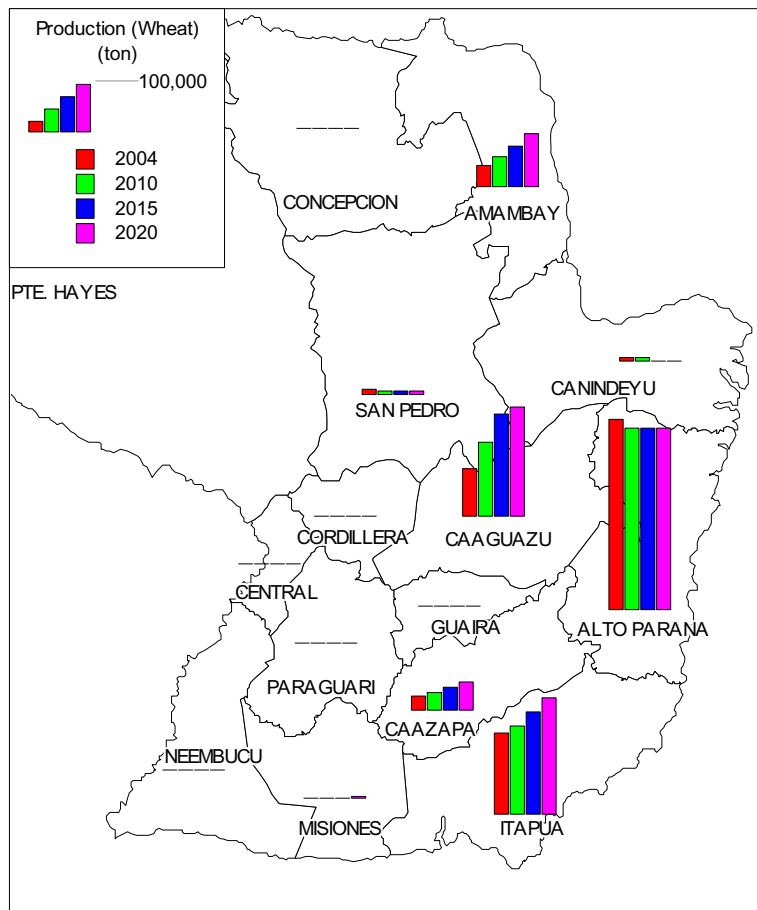 Production (Wheat)
(ton)
100,000
2004
2010
2015
2020
CONCEPCION
AMAMBAY
PTE. HAYES
CANINDEYU
SAN PEDRO
CORDILLERA
CAAGUAZU
CENTRAL
GUAIRA
ALTO PARANA
PARAGUARI
CAAZAPA
NEEMBUCU
MISIONES
ITAPUA